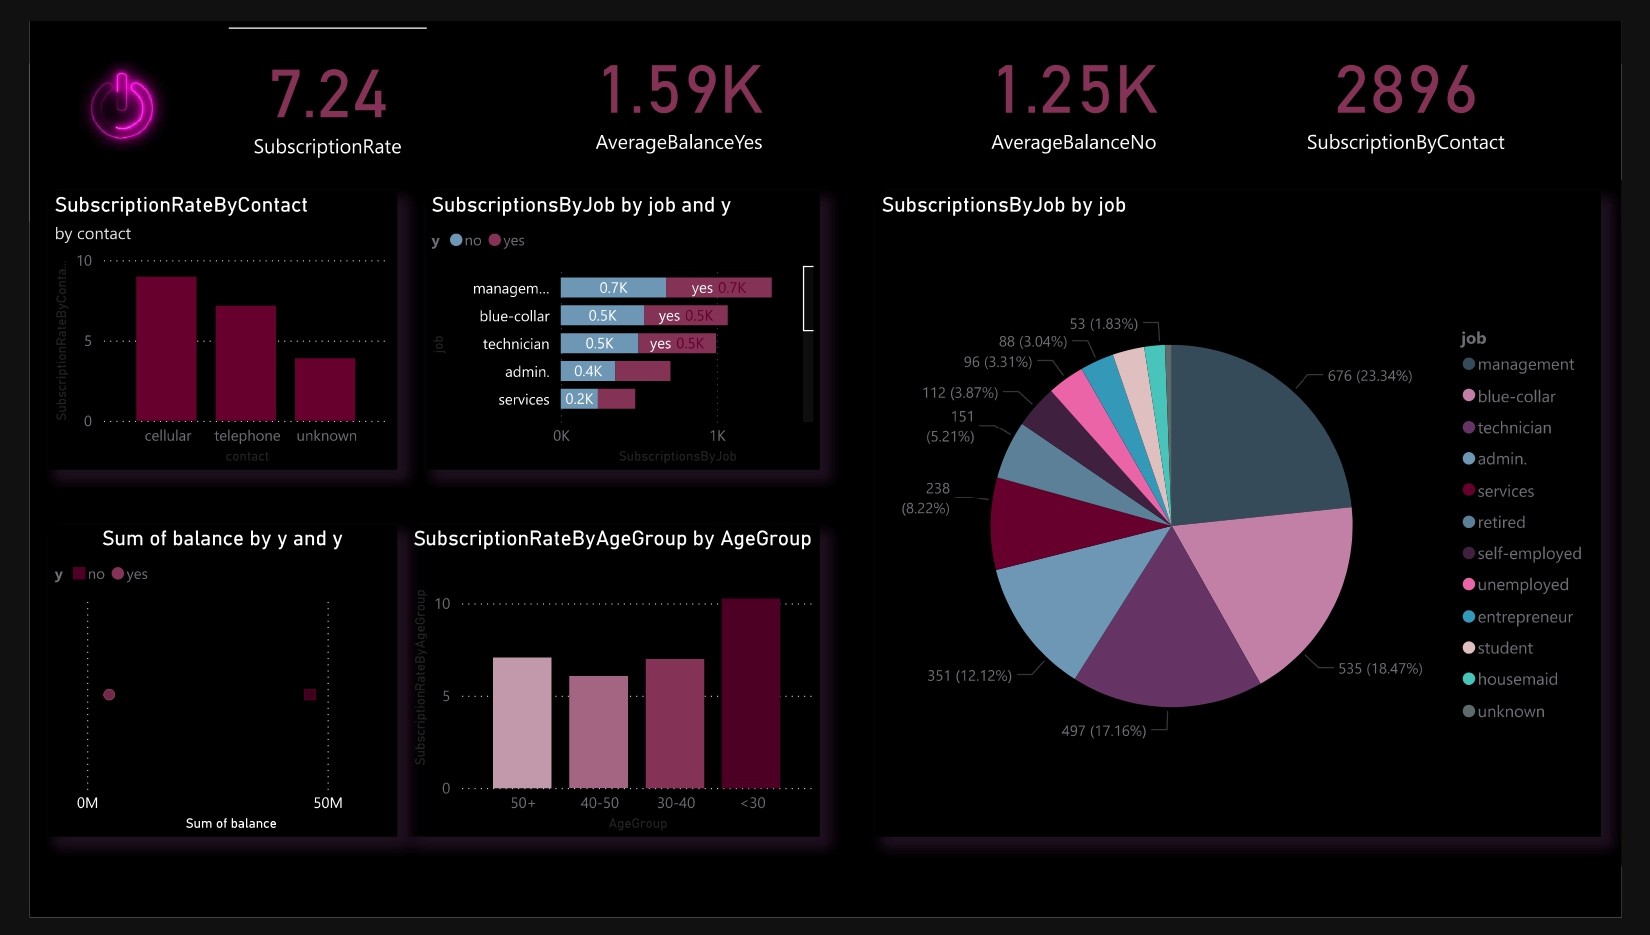 7.24
SubscriptionRate
1.59K
AverageBalanceYes
1.25K
AverageBalanceNo
2896
SubscriptionByContact
SubscriptionRateByContact
by contact
SubscriptionRateByConta...
10
5
0
cellular telephone unknown
contact
SubscriptionsByJob by job and y
y no yes
job
managem... 0.7K yes 0.7K
blue-collar 0.5K yes 0.5K
technician 0.5K yes 0.5K
admin. 0.4K
services 0.2K
0K 1K
SubscriptionsByJob
Sum of balance by y and y
y no yes
0M 50M
Sum of balance
SubscriptionRateByAgeGroup by AgeGroup
SubscriptionRateByAgeGroup
10
5
0
50+ 40-50 30-40 <30
AgeGroup
SubscriptionsByJob by job
53 (1.83%)
88 (3.04%)
96 (3.31%)
112 (3.87%)
151
(5.21%)
238
(8.22%)
351 (12.12%)
497 (17.16%)
535 (18.47%)
676 (23.34%)
job
management
blue-collar
technician
admin.
services
retired
self-employed
unemployed
entrepreneur
student
housemaid
unknown